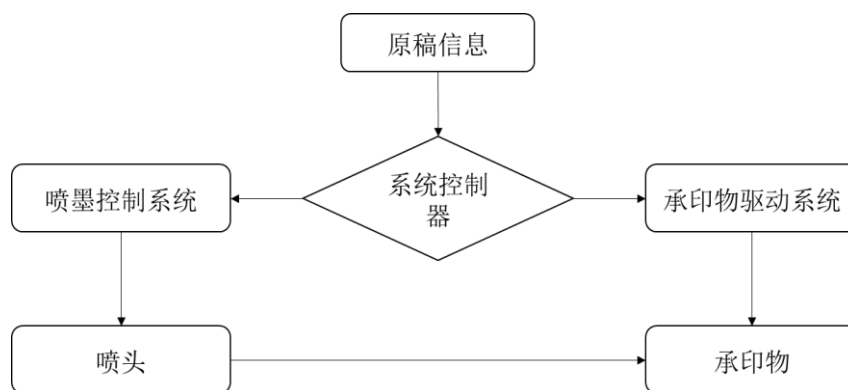 原稿信息
喷墨控制系统
系统控制
器
承印物驱动系统
喷头
承印物